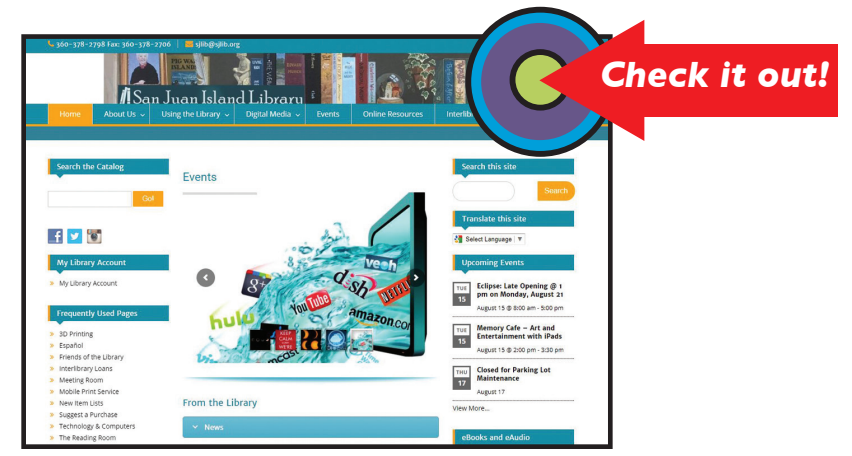 360-378-2798 Fax: 360-378-2706 sjlib@sjlib.org
Check it out!
San Juan Island Library
Home About Us Using the Library Digital Media Events Online Resources
Search the Catalog
Go!
My Library Account
My Library Account
Frequently Used Pages
3D Printing
Español
Friends of the Library
Interlibrary Loans
Meeting Room
Mobile Print Service
New Item Lists
Suggest a Purchase
Technology & Computers
The Reading Room
Events
g+
veoh
dish
YouTube
NETFLIX
hulu
amazon.com
KEEP
CALM
From the Library
News
Search this site
Search
Translate this site
Select Language
Upcoming Events
TUE
15
Eclipse: Late Opening @ 1
pm on Monday, August 21
August 15 @ 8:00 am - 5:00 pm
TUE
15
Memory Cafe – Art and
Entertainment with iPads
August 15 @ 2:00 pm - 3:30 pm
THU
17
Closed for Parking Lot
Maintenance
August 17
View More...
eBooks and eAudio